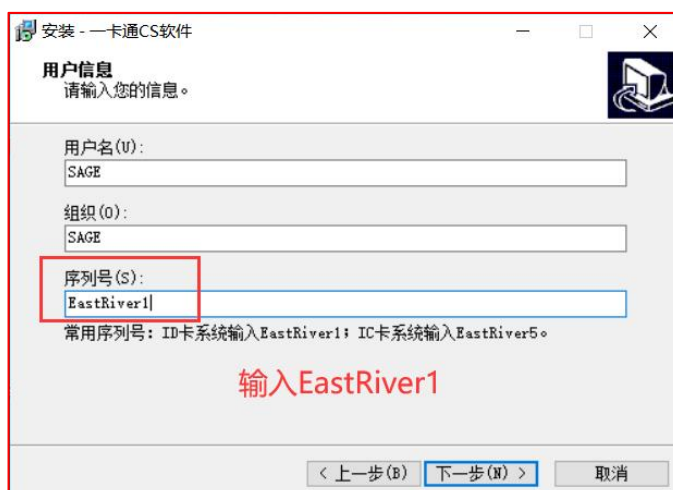 安装 - 一卡通CS软件
用户信息
请输入您的信息。
用户名(U):
SAGE
组织(O):
SAGE
序列号(S):
EastRiver1
常用序列号：ID卡系统输入EastRiver1；IC卡系统输入EastRiver5。
输入EastRiver1
< 上一步(B) 下一步(N) > 取消